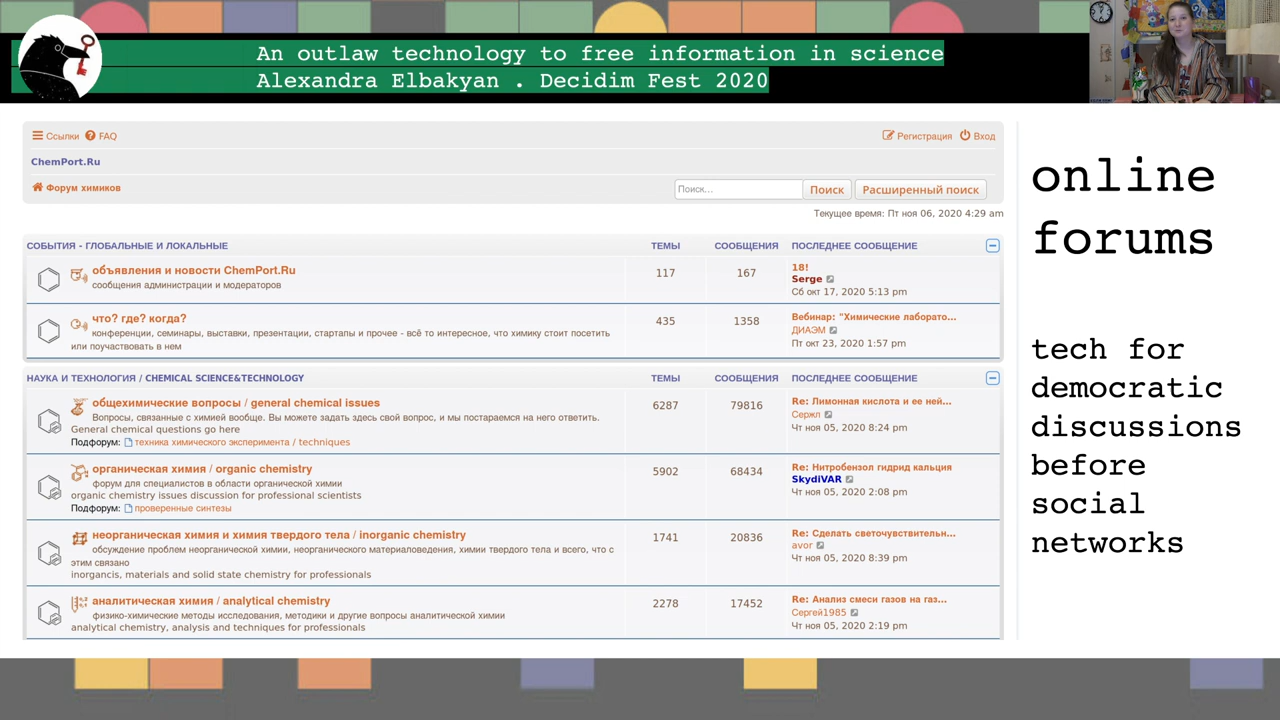 An outlaw technology to free information in science
Alexandra Elbakyan . Decidim Fest 2020
Ссылки FAQ Регистрация Вход
ChemPort.Ru
Форум химиков Поиск... Поиск Расширенный поиск
Текущее время: Пт ноя 06, 2020 4:29 am
СОБЫТИЯ - ГЛОБАЛЬНЫЕ И ЛОКАЛЬНЫЕ ТЕМЫ СООБЩЕНИЯ ПОСЛЕДНЕЕ СООБЩЕНИЕ
объявления и новости ChemPort.Ru
сообщения администрации и модераторов
117 167
18!
Serge
Сб окт 17, 2020 5:13 pm
что? где? когда?
конференции, семинары, выставки, презентации, стартапы и прочее - всё то интересное, что химику стоит посетить
или поучаствовать в нем
435 1358
Вебинар: "Химические лаборато...
ДИАЭМ
Пт окт 23, 2020 1:57 pm
НАУКА И ТЕХНОЛОГИЯ / CHEMICAL SCIENCE&TECHNOLOGY ТЕМЫ СООБЩЕНИЯ ПОСЛЕДНЕЕ СООБЩЕНИЕ
общехимические вопросы / general chemical issues
Вопросы, связанные с химией вообще. Вы можете задать здесь свой вопрос, и мы постараемся на него ответить.
General chemical questions go here
Подфорум: техника химического эксперимента / techniques
6287 79816
Re: Лимонная кислота и ее ней...
Сержл
Чт ноя 05, 2020 8:24 pm
органическая химия / organic chemistry
форум для специалистов в области органической химии
organic chemistry issues discussion for professional scientists
Подфорум: проверенные синтезы
5902 68434
Re: Нитробензол гидрид кальция
SkydiVAR
Чт ноя 05, 2020 2:08 pm
неорганическая химия и химия твердого тела / inorganic chemistry
обсуждение проблем неорганической химии, неорганического материаловедения, химии твердого тела и всего, что с
этим связано
inorgancis, materials and solid state chemistry for professionals
1741 20836
Re: Сделать светочувствительн...
avor
Чт ноя 05, 2020 8:39 pm
аналитическая химия / analytical chemistry
физико-химические методы исследования, методики и другие вопросы аналитической химии
analytical chemistry, analysis and techniques for professionals
2278 17452
Re: Анализ смеси газов на газ...
Сергей1985
Чт ноя 05, 2020 2:19 pm
online
forums
tech for
democratic
discussions
before
social
networks